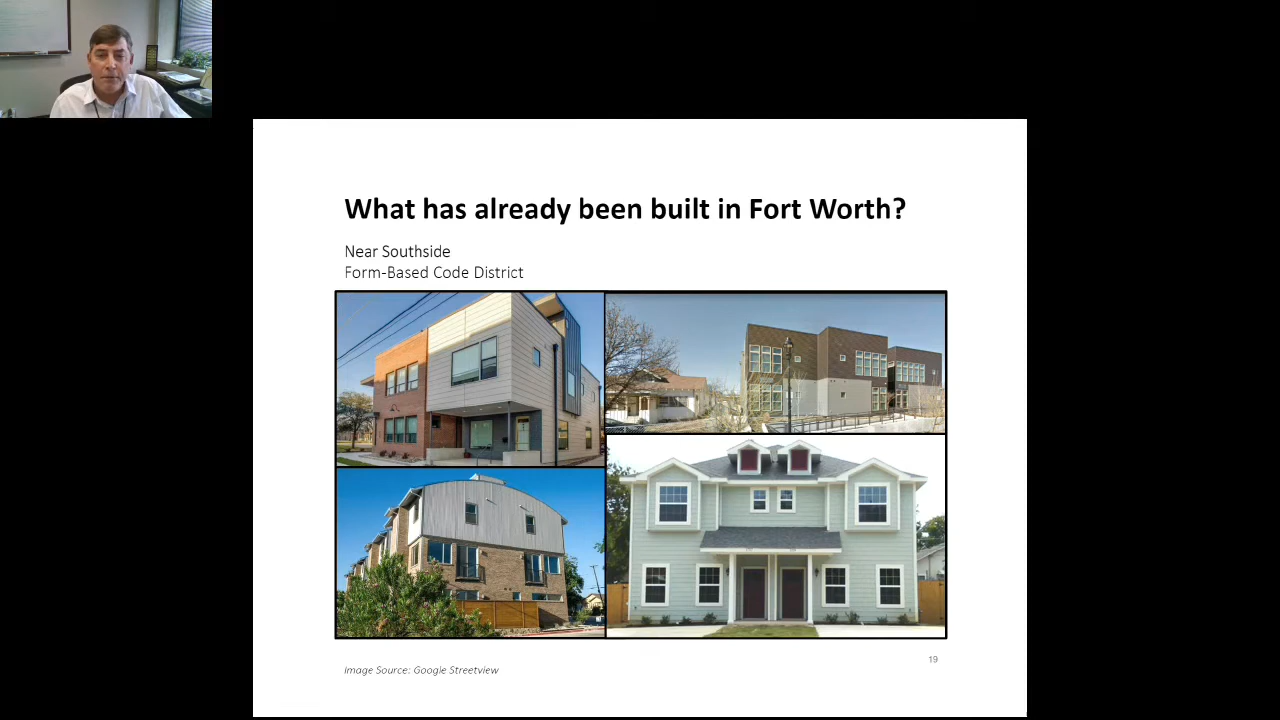 What has already been built in Fort Worth?
Near Southside
Form-Based Code District
Image Source: Google Streetview
19